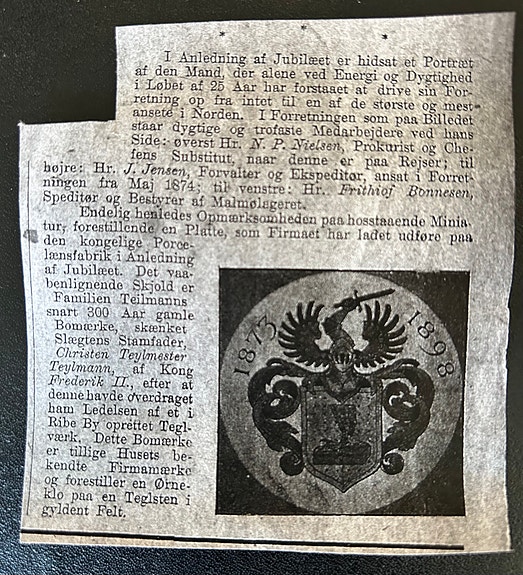 * * *
I Anledning af Jubilæet er hidsat et Portræt
af den Mand, der alene ved Energi og Dygtighed
i Løbet af 25 Aar har forstaaet at drive sin For-
retning op fra intet til en af de største og mest
ansete i Norden. I Forretningen som paa Billedet
staar dygtige og trofaste Medarbejdere ved hans
Side: øverst Hr. N. P. Nielsen, Prokurist og Che-
fens Substitut, naar denne er paa Rejser; til
højre: Hr. J. Jensen, Forvalter og Ekspeditør, ansat i Forret-
ningen fra Maj 1874; til venstre: Hr. Frithiof Bonnesen,
Speditør og Bestyrer af Malmølageret.
Endelig henledes Opmærksomheden paa hosstaaende Minia-
tur, forestillende en Platte, som Firmaet har ladet udføre paa
den kongelige Porce-
lænsfabrik i Anledning
af Jubilæet. Det vaa-
benlignende Skjold er
Familien Teilmanns
snart 300 Aar gamle
Bomærke, skænket
Slægtens Stamfader,
Christen Teylmester
Teylmann, af Kong
Frederik II., efter at
denne havde overdraget
ham Ledelsen af et i
Ribe By oprettet Tegl-
værk. Dette Bomærke
er tillige Husets be-
kendte Firmamærke
og forestiller en Ørne-
klo paa en Teglsten i
gyldent Felt.
1873
1898